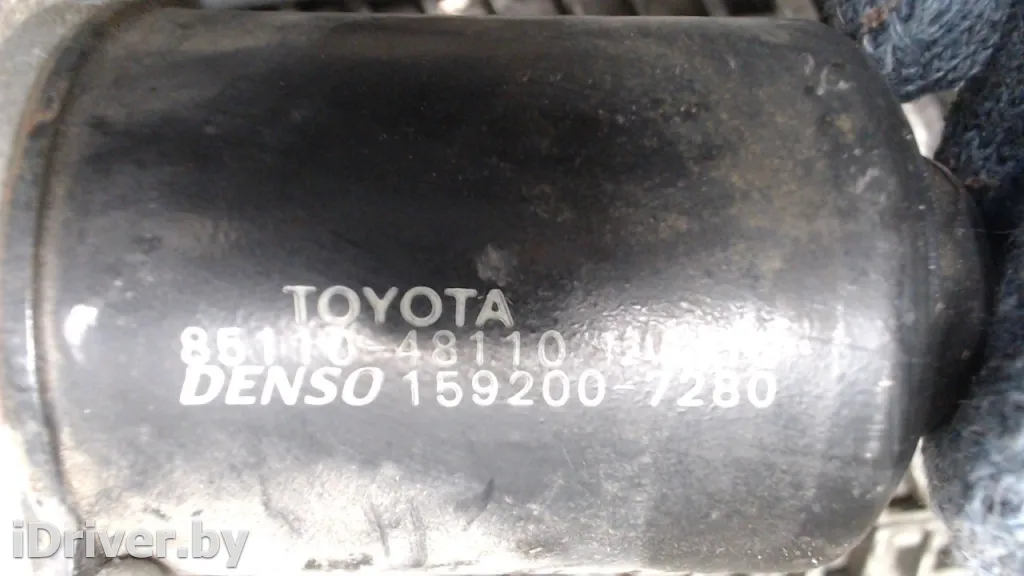 TOYOTA
85110-48110
DENSO 159200-7280
iDriver.by